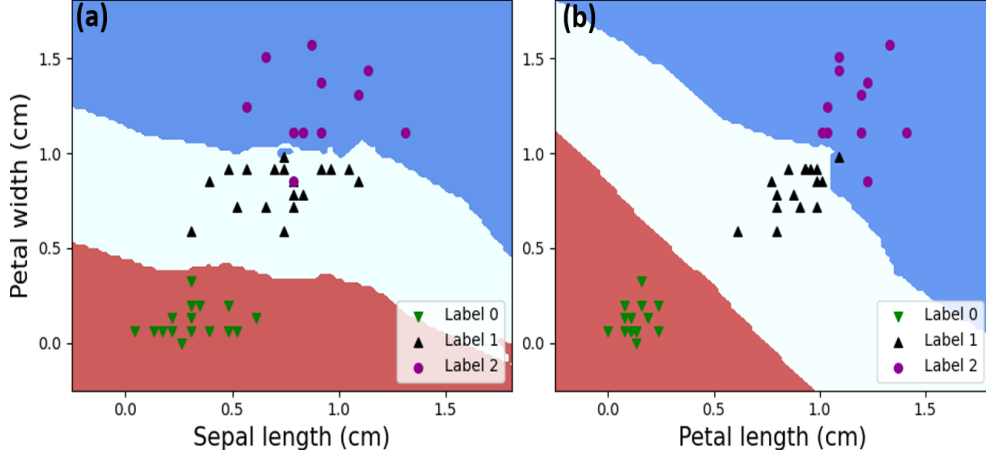 (a)
1.5
1.0
0.5
0.0
Petal width (cm)
0.0 0.5 1.0 1.5
Sepal length (cm)
Label 0
Label 1
Label 2
(b)
1.5
1.0
0.5
0.0
0.0 0.5 1.0 1.5
Petal length (cm)
Label 0
Label 1
Label 2